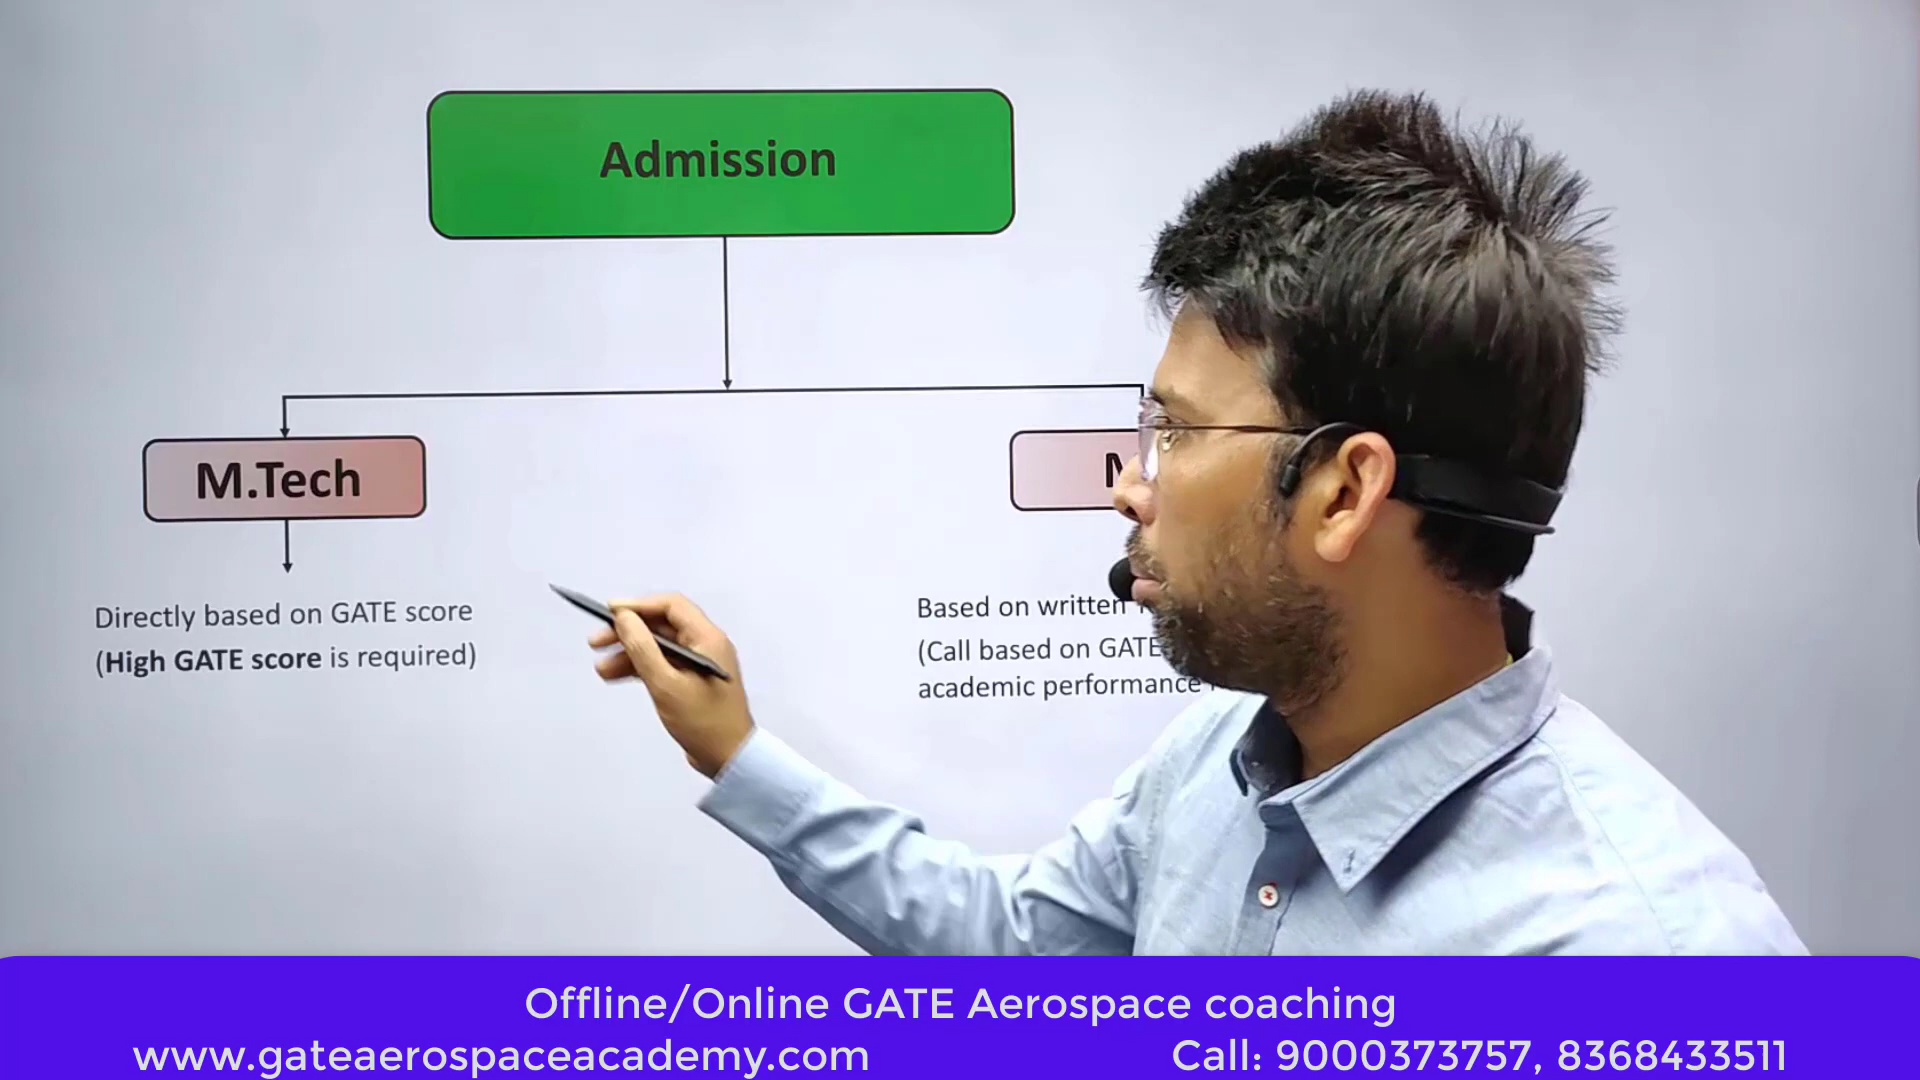 Admission
M.Tech
Directly based on GATE score
(High GATE score is required)
Based on written
(Call based on GATE
academic performance
Offline/Online GATE Aerospace coaching
www.gateaerospaceacademy.com
Call: 9000373757, 8368433511